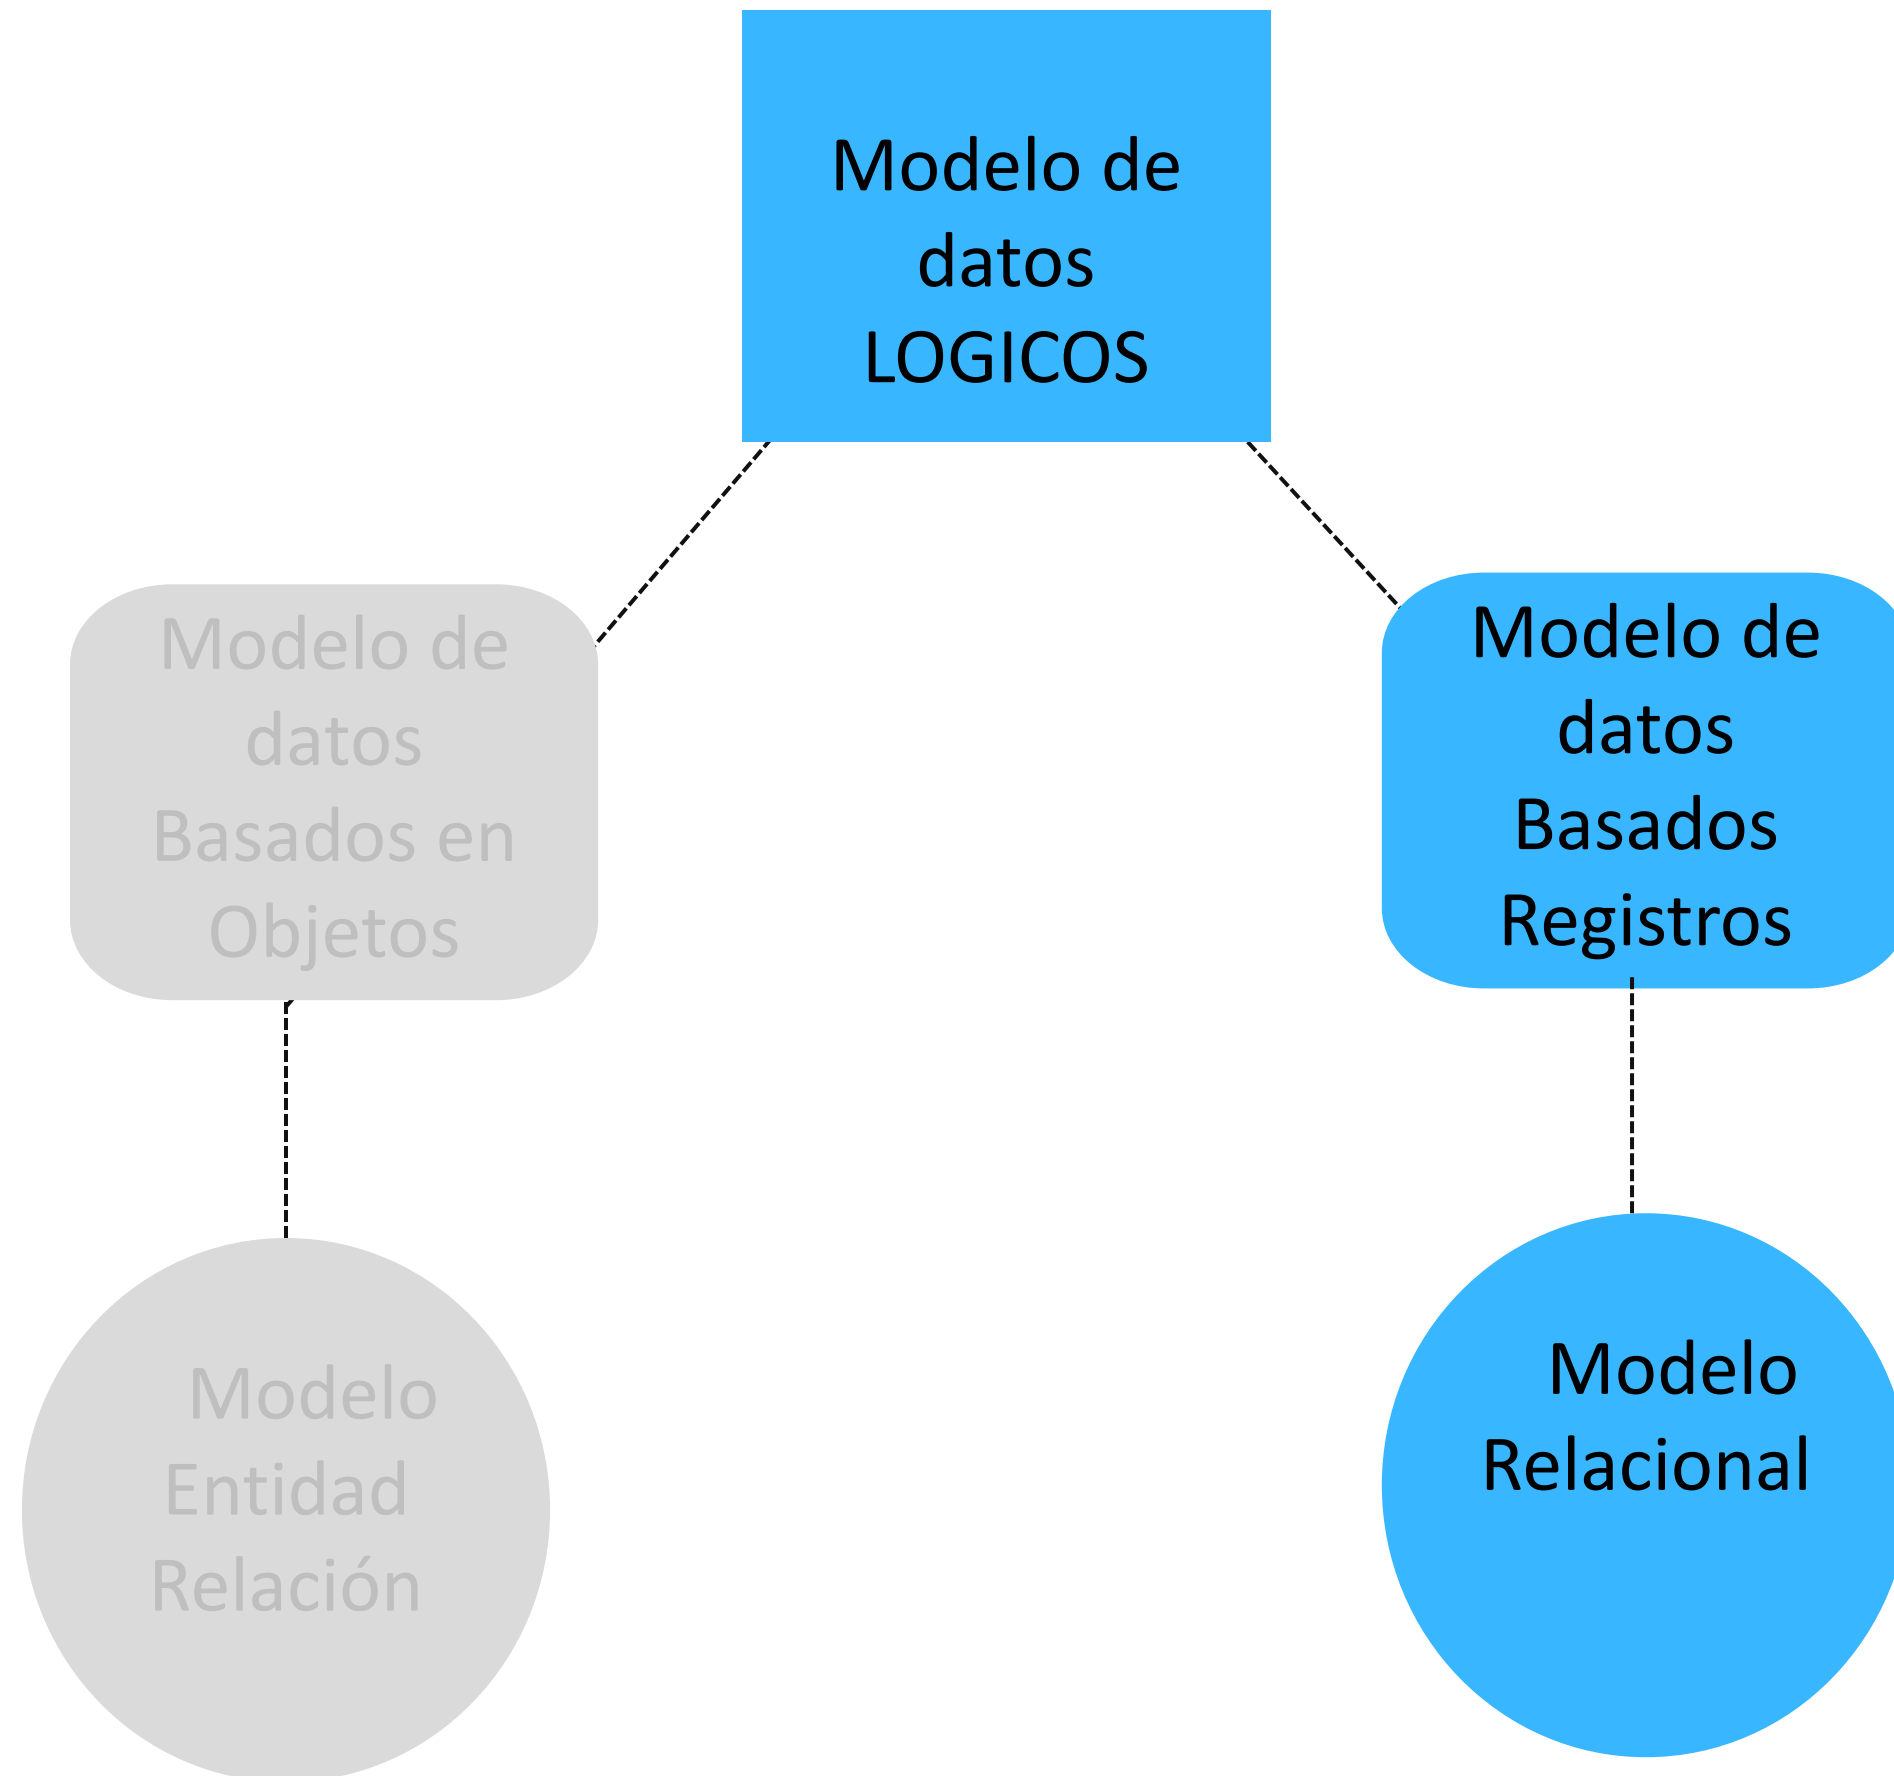 Modelo de
datos
LOGICOS
Modelo de
datos
Basados en
Objetos
Modelo de
datos
Basados
Registros
Modelo
Entidad
Relación
Modelo
Relacional